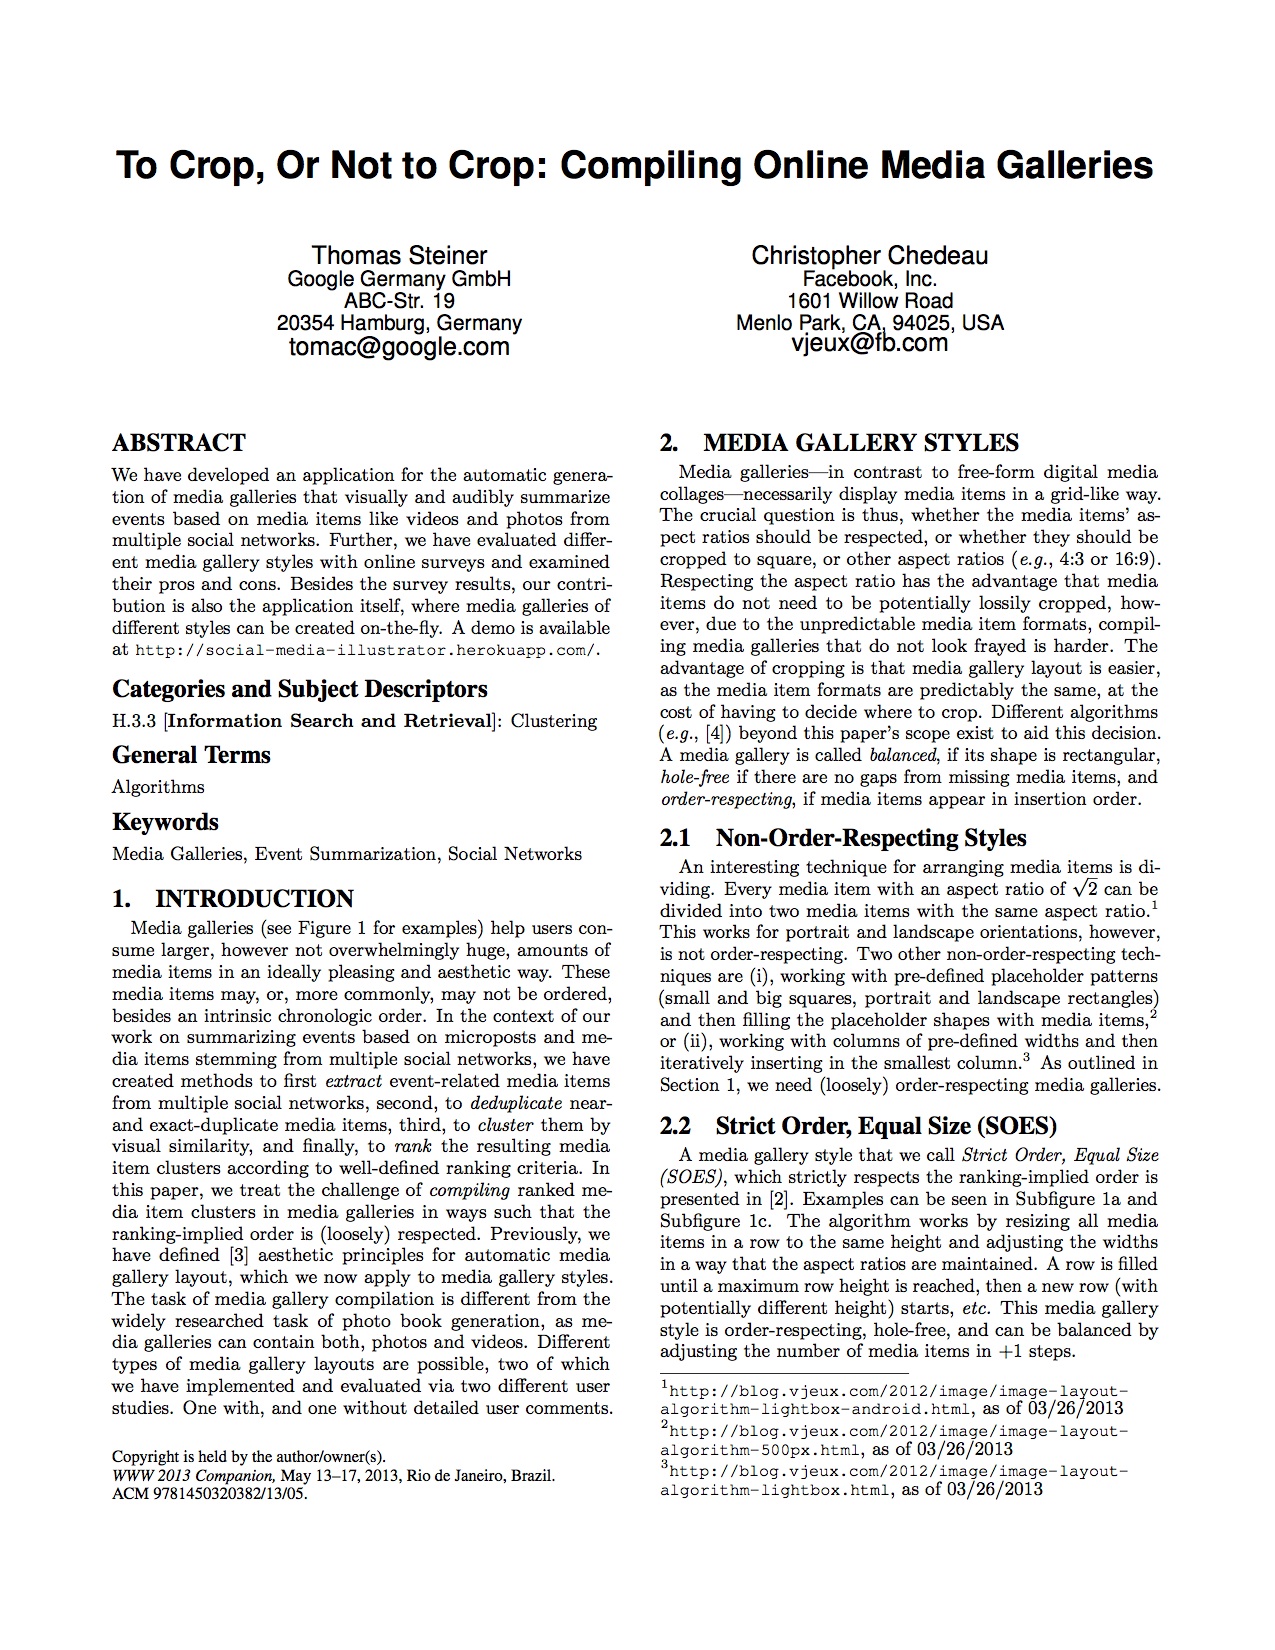 To Crop, Or Not to Crop: Compiling Online Media Galleries
Thomas Steiner
Google Germany GmbH
ABC-Str. 19
20354 Hamburg, Germany
tomac@google.com
Christopher Chedeau
Facebook, Inc.
1601 Willow Road
Menlo Park, CA, 94025, USA
vjeux@fb.com
ABSTRACT
We have developed an application for the automatic genera-
tion of media galleries that visually and audibly summarize
events based on media items like videos and photos from
multiple social networks. Further, we have evaluated differ-
ent media gallery styles with online surveys and examined
their pros and cons. Besides the survey results, our contri-
bution is also the application itself, where media galleries of
different styles can be created on-the-fly. A demo is available
at http://social-media-illustrator.herokuapp.com/.
Categories and Subject Descriptors
H.3.3 [Information Search and Retrieval]: Clustering
General Terms
Algorithms
Keywords
Media Galleries, Event Summarization, Social Networks
1. INTRODUCTION
Media galleries (see Figure 1 for examples) help users con-
sume larger, however not overwhelmingly huge, amounts of
media items in an ideally pleasing and aesthetic way. These
media items may, or, more commonly, may not be ordered,
besides an intrinsic chronologic order. In the context of our
work on summarizing events based on microposts and me-
dia items stemming from multiple social networks, we have
created methods to first extract event-related media items
from multiple social networks, second, to deduplicate near-
and exact-duplicate media items, third, to cluster them by
visual similarity, and finally, to rank the resulting media
item clusters according to well-defined ranking criteria. In
this paper, we treat the challenge of compiling ranked me-
dia item clusters in media galleries in ways such that the
ranking-implied order is (loosely) respected. Previously, we
have defined [3] aesthetic principles for automatic media
gallery layout, which we now apply to media gallery styles.
The task of media gallery compilation is different from the
widely researched task of photo book generation, as me-
dia galleries can contain both, photos and videos. Different
types of media gallery layouts are possible, two of which
we have implemented and evaluated via two different user
studies. One with, and one without detailed user comments.
Copyright is held by the author/owner(s).
WWW 2013 Companion, May 13–17, 2013, Rio de Janeiro, Brazil.
ACM 9781450320382/13/05.
2. MEDIA GALLERY STYLES
Media galleries—in contrast to free-form digital media
collages—necessarily display media items in a grid-like way.
The crucial question is thus, whether the media items' as-
pect ratios should be respected, or whether they should be
cropped to square, or other aspect ratios (e.g., 4:3 or 16:9).
Respecting the aspect ratio has the advantage that media
items do not need to be potentially lossily cropped, how-
ever, due to the unpredictable media item formats, compil-
ing media galleries that do not look frayed is harder. The
advantage of cropping is that media gallery layout is easier,
as the media item formats are predictably the same, at the
cost of having to decide where to crop. Different algorithms
(e.g., [4]) beyond this paper's scope exist to aid this decision.
A media gallery is called balanced, if its shape is rectangular,
hole-free if there are no gaps from missing media items, and
order-respecting, if media items appear in insertion order.
2.1 Non-Order-Respecting Styles
An interesting technique for arranging media items is di-
viding. Every media item with an aspect ratio of √2 can be
divided into two media items with the same aspect ratio.1
This works for portrait and landscape orientations, however,
is not order-respecting. Two other non-order-respecting tech-
niques are (i), working with pre-defined placeholder patterns
(small and big squares, portrait and landscape rectangles)
and then filling the placeholder shapes with media items,2
or (ii), working with columns of pre-defined widths and then
iteratively inserting in the smallest column.3 As outlined in
Section 1, we need (loosely) order-respecting media galleries.
2.2 Strict Order, Equal Size (SOES)
A media gallery style that we call Strict Order, Equal Size
(SOES), which strictly respects the ranking-implied order is
presented in [2]. Examples can be seen in Subfigure 1a and
Subfigure 1c. The algorithm works by resizing all media
items in a row to the same height and adjusting the widths
in a way that the aspect ratios are maintained. A row is filled
until a maximum row height is reached, then a new row (with
potentially different height) starts, etc. This media gallery
style is order-respecting, hole-free, and can be balanced by
adjusting the number of media items in +1 steps.
1http://blog.vjeux.com/2012/image/image-layout-
algorithm-lightbox-android.html, as of 03/26/2013
2http://blog.vjeux.com/2012/image/image-layout-
algorithm-500px.html, as of 03/26/2013
3http://blog.vjeux.com/2012/image/image-layout-
algorithm-lightbox.html, as of 03/26/2013